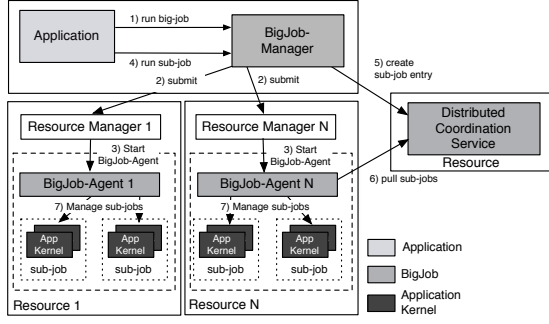 1) run big-job
Application
BigJob-
Manager
4) run sub-job
2) submit
2) submit
5) create
sub-job entry
Resource Manager 1
Resource Manager N
Distributed
Coordination
Service
Resource
3) Start
BigJob-Agent
3) Start
BigJob-Agent
BigJob-Agent 1
BigJob-Agent N
6) pull sub-jobs
7) Manage sub-jobs
7) Manage sub-jobs
App
Kernel
App
Kernel
App
Kernel
App
Kernel
sub-job
sub-job
sub-job
sub-job
Resource 1
Resource N
Application
BigJob
Application
Kernel